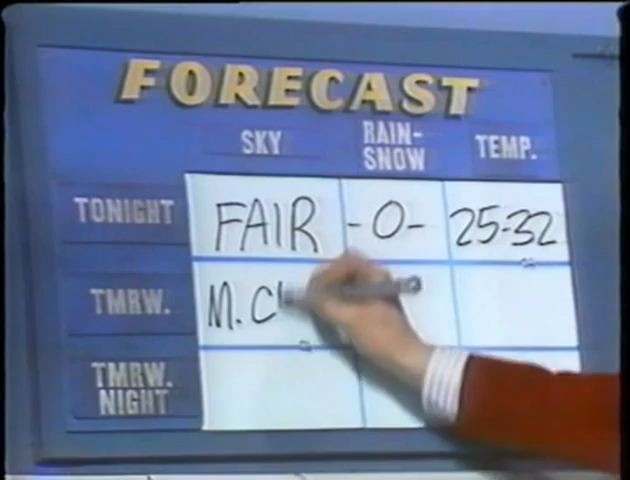 FORECAST
SKY RAIN-SNOW TEMP.
TONIGHT FAIR -0- 25-32
TMRW. M. C
TMRW. NIGHT